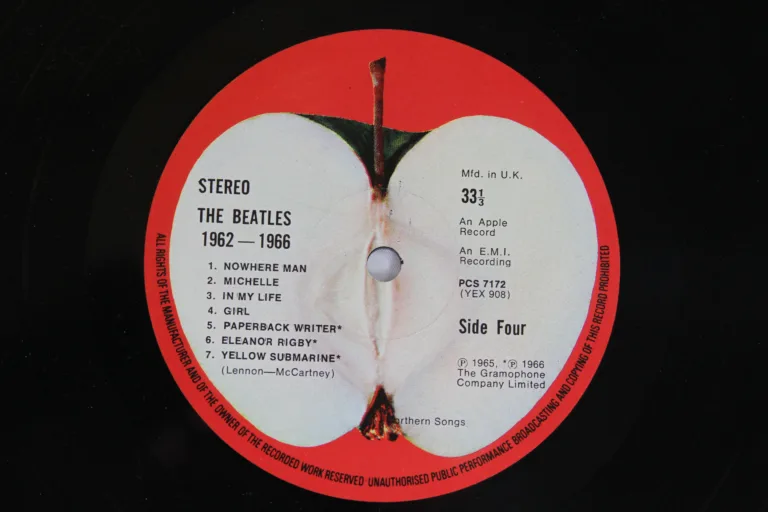 STEREO
THE BEATLES
1962 — 1966
1. NOWHERE MAN
2. MICHELLE
3. IN MY LIFE
4. GIRL
5. PAPERBACK WRITER*
6. ELEANOR RIGBY*
7. YELLOW SUBMARINE*
(Lennon—McCartney)
Mfd. in U.K.
33⅓
An Apple
Record
An E.M.I.
Recording
PCS 7172
(YEX 908)
Side Four
Ⓟ 1965, *Ⓟ 1966
The Gramophone
Company Limited
Songs
ALL RIGHTS OF THE MANUFACTURER AND OF THE OWNER OF THE RECORDED WORK RESERVED UNAUTHORISED PUBLIC PERFORMANCE BROADCASTING AND COPYING OF THIS RECORD PROHIBITED